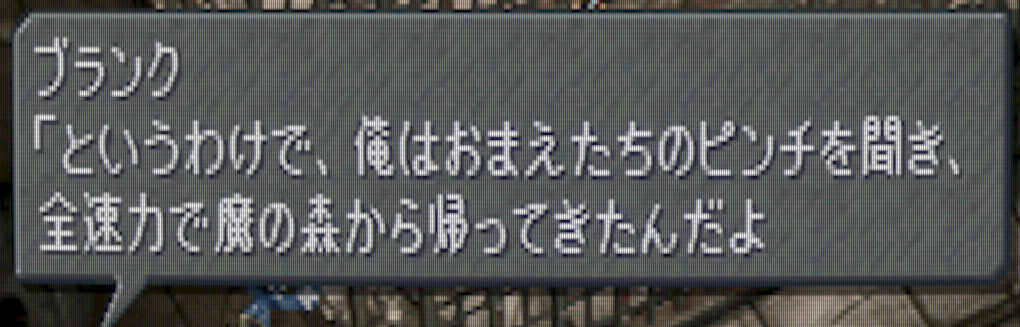 ブランク
「というわけで、俺はおまえたちのピンチを聞き、
全速力で魔の森から帰ってきたんだよ